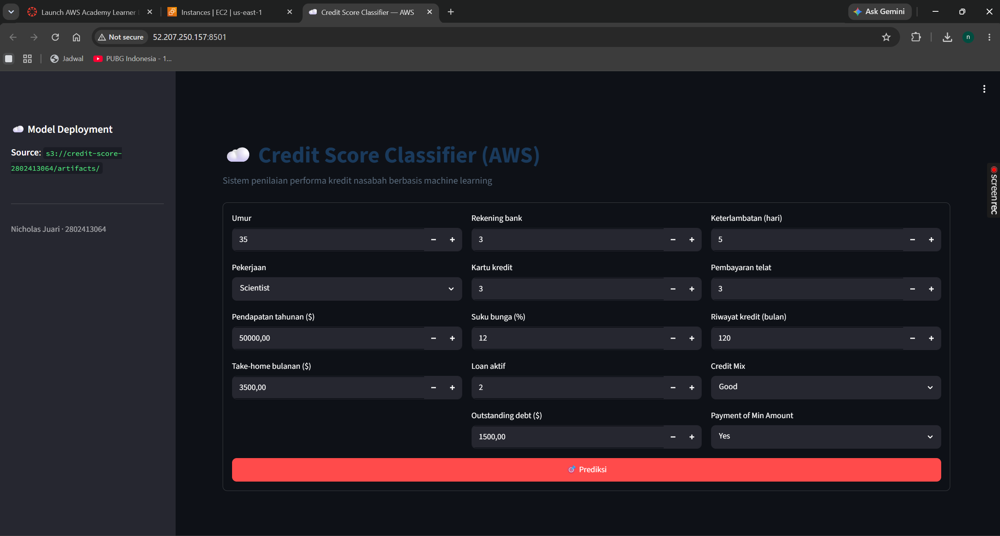 Launch AWS Academy Learner
Instances | EC2 | us-east-1
Credit Score Classifier — AWS
Ask Gemini
Not secure
52.207.250.157:8501
n
Jadwal
PUBG Indonesia - 1...
Model Deployment
Source: s3://credit-score-
2802413064/artifacts/
Nicholas Juari · 2802413064
Credit Score Classifier (AWS)
Sistem penilaian performa kredit nasabah berbasis machine learning
Umur
35
Rekening bank
3
Keterlambatan (hari)
5
Pekerjaan
Scientist
Kartu kredit
3
Pembayaran telat
3
Pendapatan tahunan ($)
50000,00
Suku bunga (%)
12
Riwayat kredit (bulan)
120
Take-home bulanan ($)
3500,00
Loan aktif
2
Credit Mix
Good
Outstanding debt ($)
1500,00
Payment of Min Amount
Yes
Prediksi
screenrec